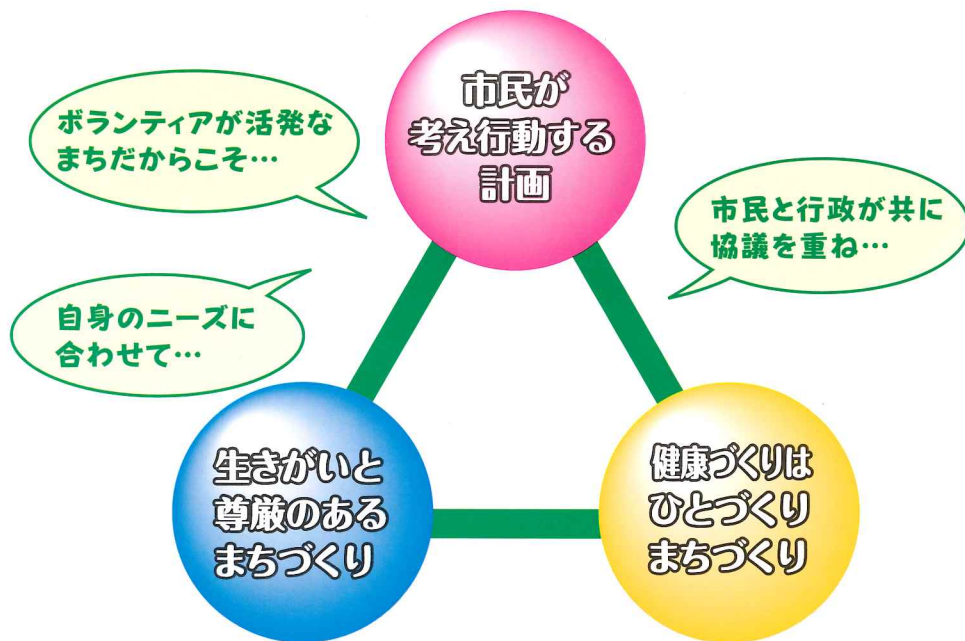 市民が
考え行動する
計画
ボランティアが活発な
まちだからこそ…
市民と行政が共に
協議を重ね…
自身のニーズに
合わせて…
生きがいと
尊厳のある
まちづくり
健康づくりは
ひとづくり
まちづくり